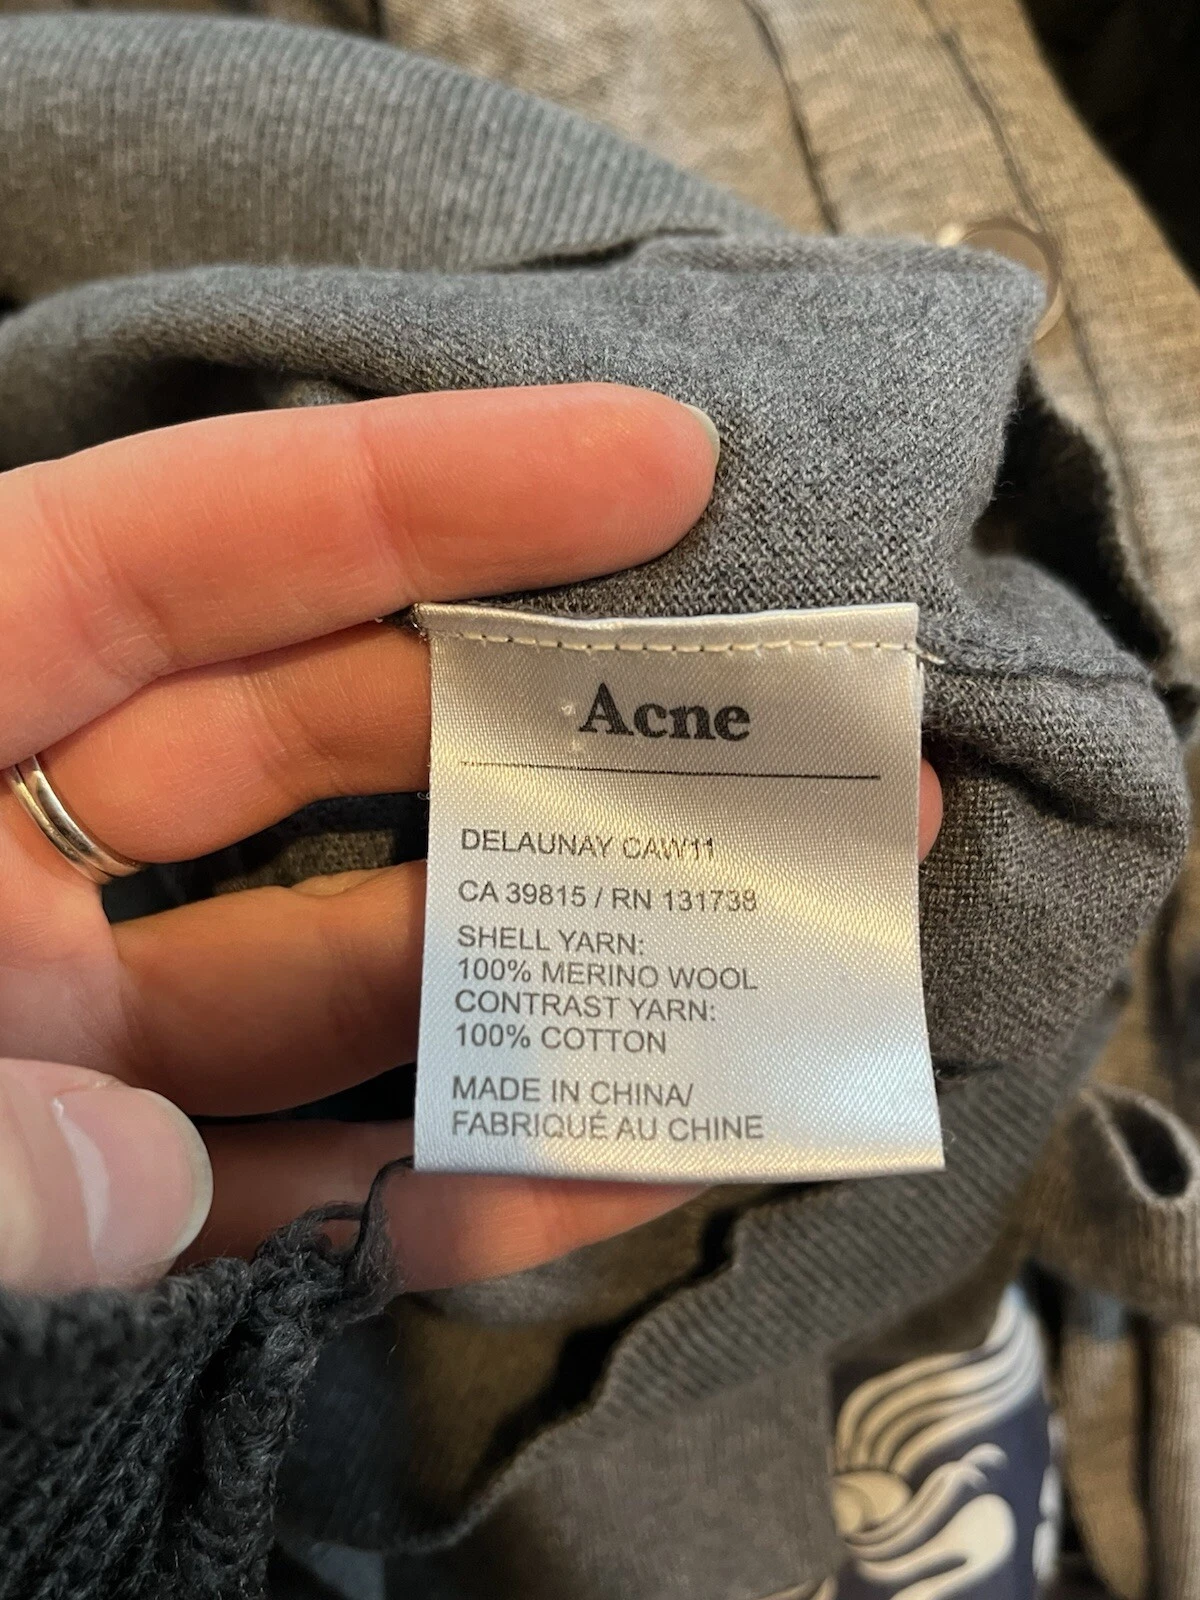 Acne
DELAUNAY CAW11
CA 39815 / RN 131738
SHELL YARN:
100% MERINO WOOL
CONTRAST YARN:
100% COTTON
MADE IN CHINA/
FABRIQUÉ AU CHINE